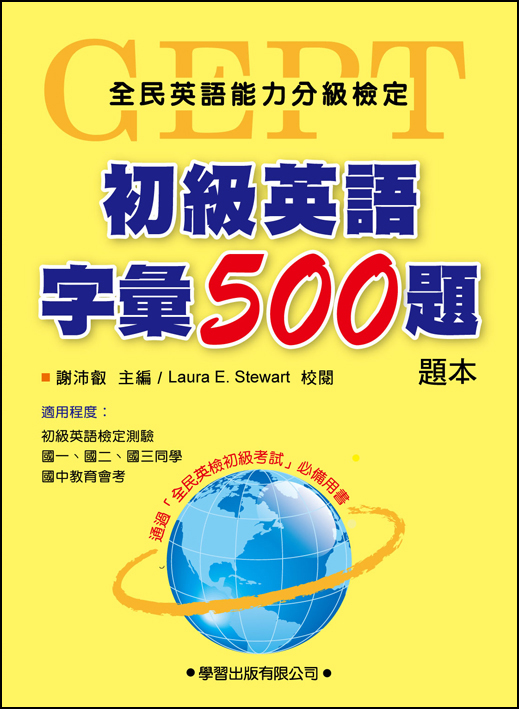 GEPT
全民英語能力分級檢定
初級英語
字彙500題
■ 謝沛叡 主編 / Laura E. Stewart 校閱
題本
適用程度：
初級英語檢定測驗
國一、國二、國三同學
國中教育會考
通過「全民英檢初級考試」必備用書
● 學習出版有限公司 ●